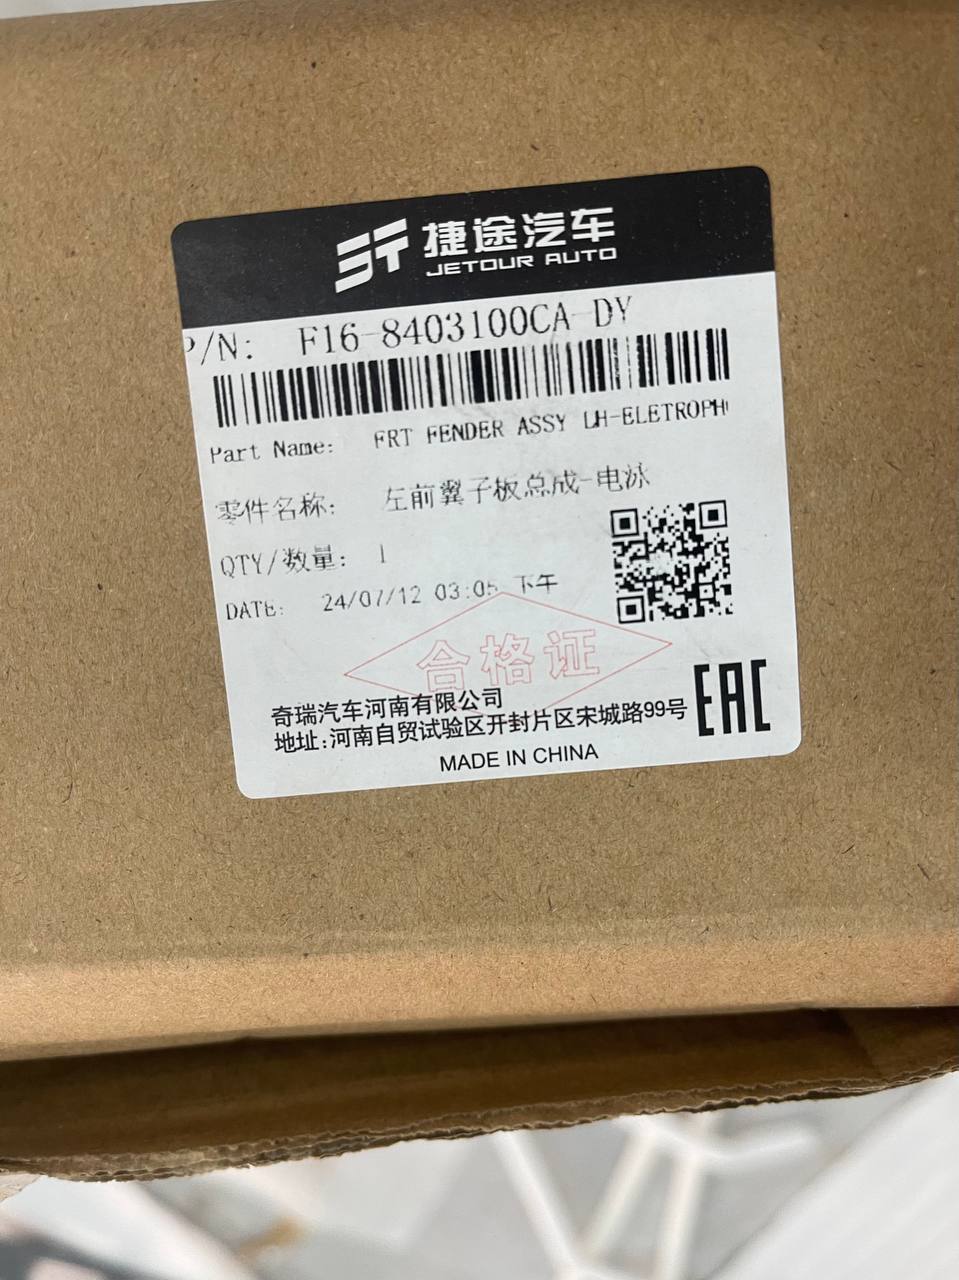 捷途汽车
JETOUR AUTO
P/N: F16-8403100CA-DY
Part Name: FRT FENDER ASSY LH-ELETROPH
零件名称: 左前翼子板总成-电泳
QTY/数量: 1
DATE: 24/07/12 03:05 下午
合格证
奇瑞汽车河南有限公司
地址:河南自贸试验区开封片区宋城路99号
EAC
MADE IN CHINA